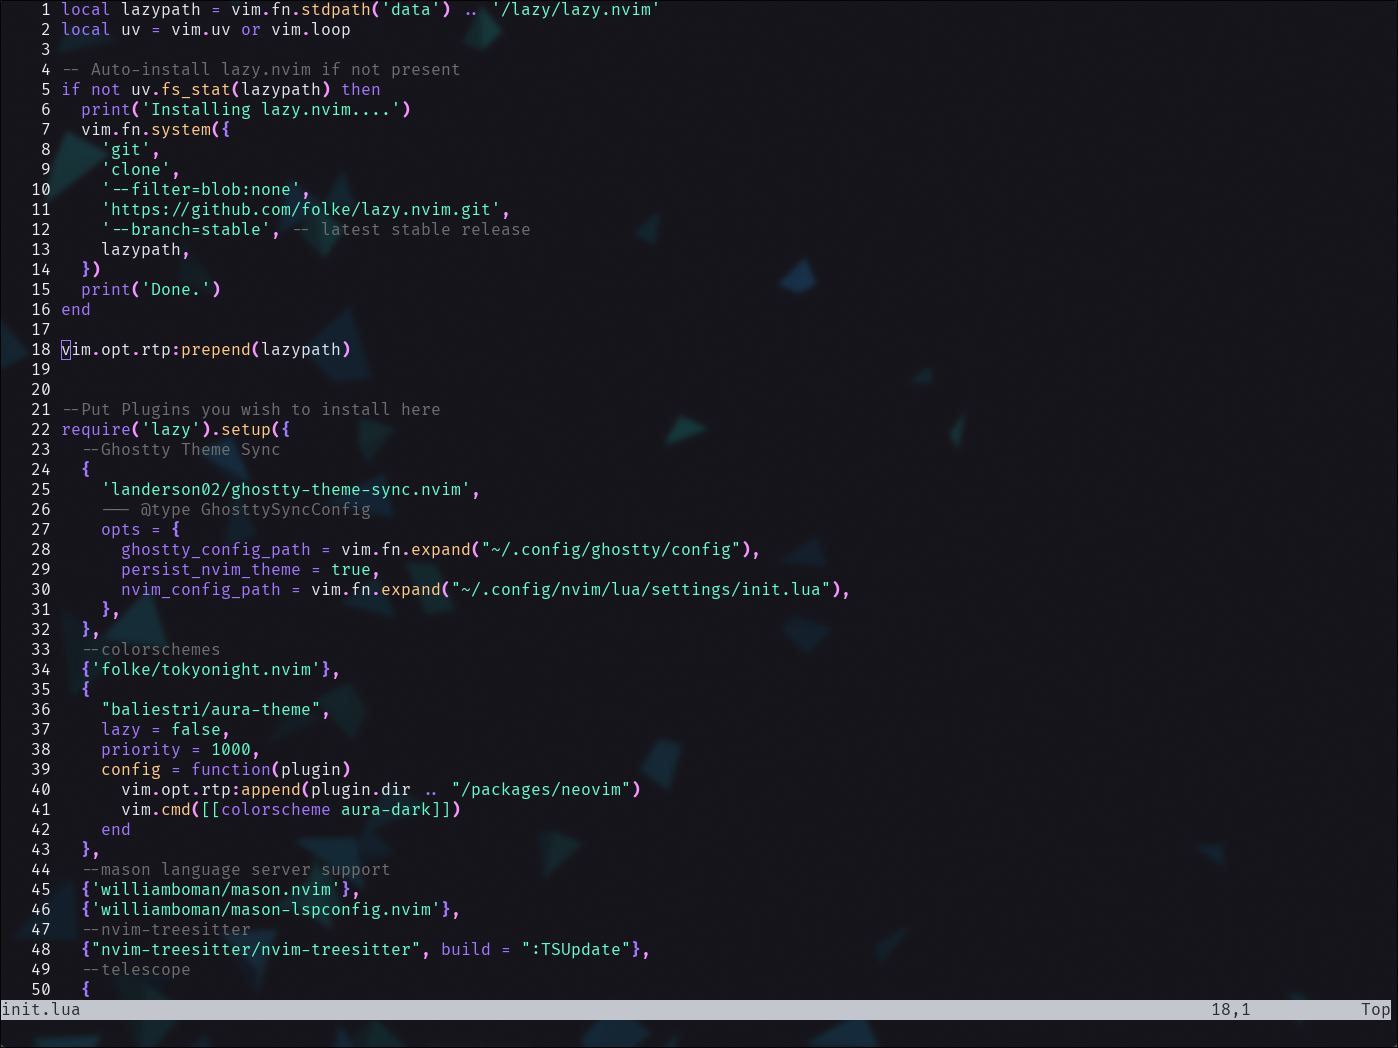 1 local lazypath = vim.fn.stdpath('data') .. '/lazy/lazy.nvim'
2 local uv = vim.uv or vim.loop
3
4 -- Auto-install lazy.nvim if not present
5 if not uv.fs_stat(lazypath) then
6   print('Installing lazy.nvim....')
7   vim.fn.system({
8     'git',
9     'clone',
10     '--filter=blob:none',
11     'https://github.com/folke/lazy.nvim.git',
12     '--branch=stable', -- latest stable release
13     lazypath,
14   })
15   print('Done.')
16 end
17
18 vim.opt.rtp:prepend(lazypath)
19
20
21 --Put Plugins you wish to install here
22 require('lazy').setup({
23   --Ghostty Theme Sync
24   {
25     'landerson02/ghostty-theme-sync.nvim',
26     --- @type GhosttySyncConfig
27     opts = {
28       ghostty_config_path = vim.fn.expand("~/.config/ghostty/config"),
29       persist_nvim_theme = true,
30       nvim_config_path = vim.fn.expand("~/.config/nvim/lua/settings/init.lua"),
31     },
32   },
33   --colorschemes
34   {'folke/tokyonight.nvim'},
35   {
36     "baliestri/aura-theme",
37     lazy = false,
38     priority = 1000,
39     config = function(plugin)
40       vim.opt.rtp:append(plugin.dir .. "/packages/neovim")
41       vim.cmd([[colorscheme aura-dark]])
42     end
43   },
44   --mason language server support
45   {'williamboman/mason.nvim'},
46   {'williamboman/mason-lspconfig.nvim'},
47   --nvim-treesitter
48   {"nvim-treesitter/nvim-treesitter", build = ":TSUpdate"},
49   --telescope
50   {
init.lua 18,1 Top